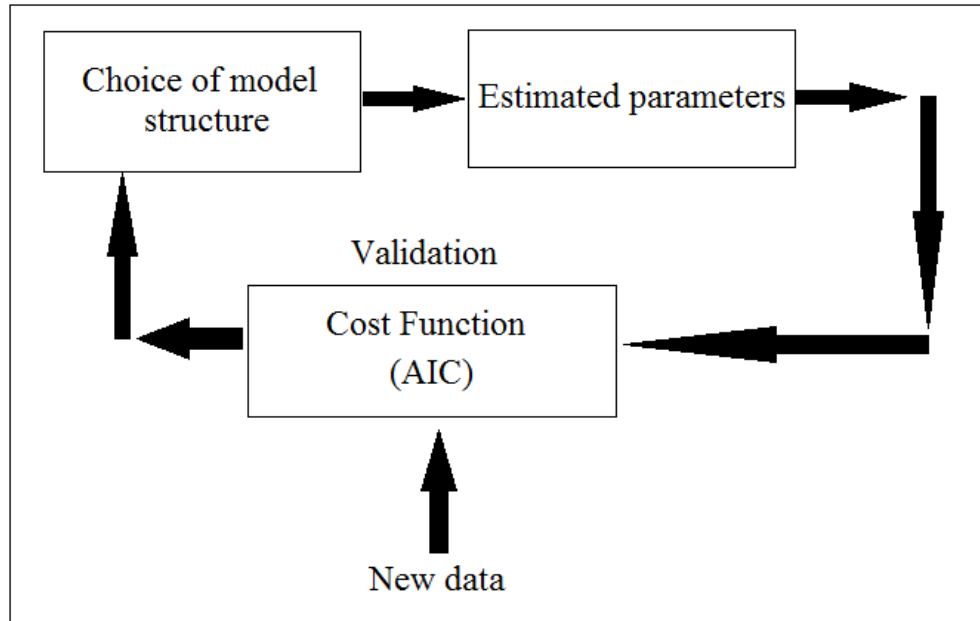 Choice of model
structure
Estimated parameters
Validation
Cost Function
(AIC)
New data